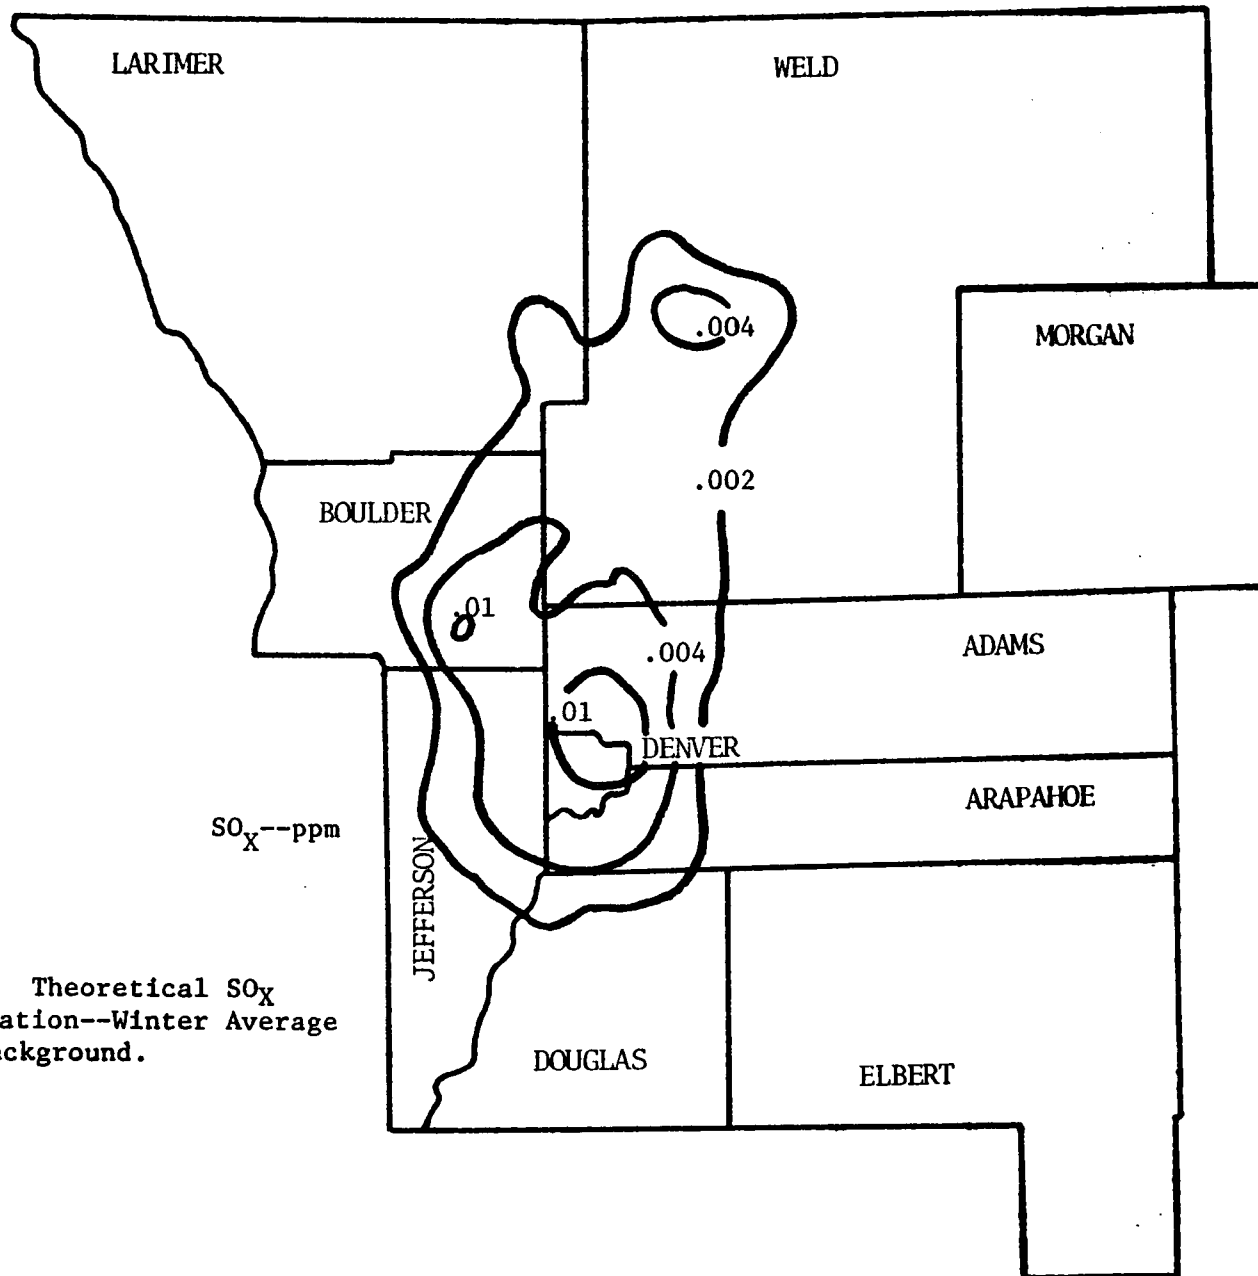 LARIMER
WELD
.004
MORGAN
.002
BOULDER
.01
.004
ADAMS
.01
DENVER
ARAPAHOE
SOX--ppm
JEFFERSON
Theoretical SOX
ation--Winter Average
ackground.
DOUGLAS
ELBERT